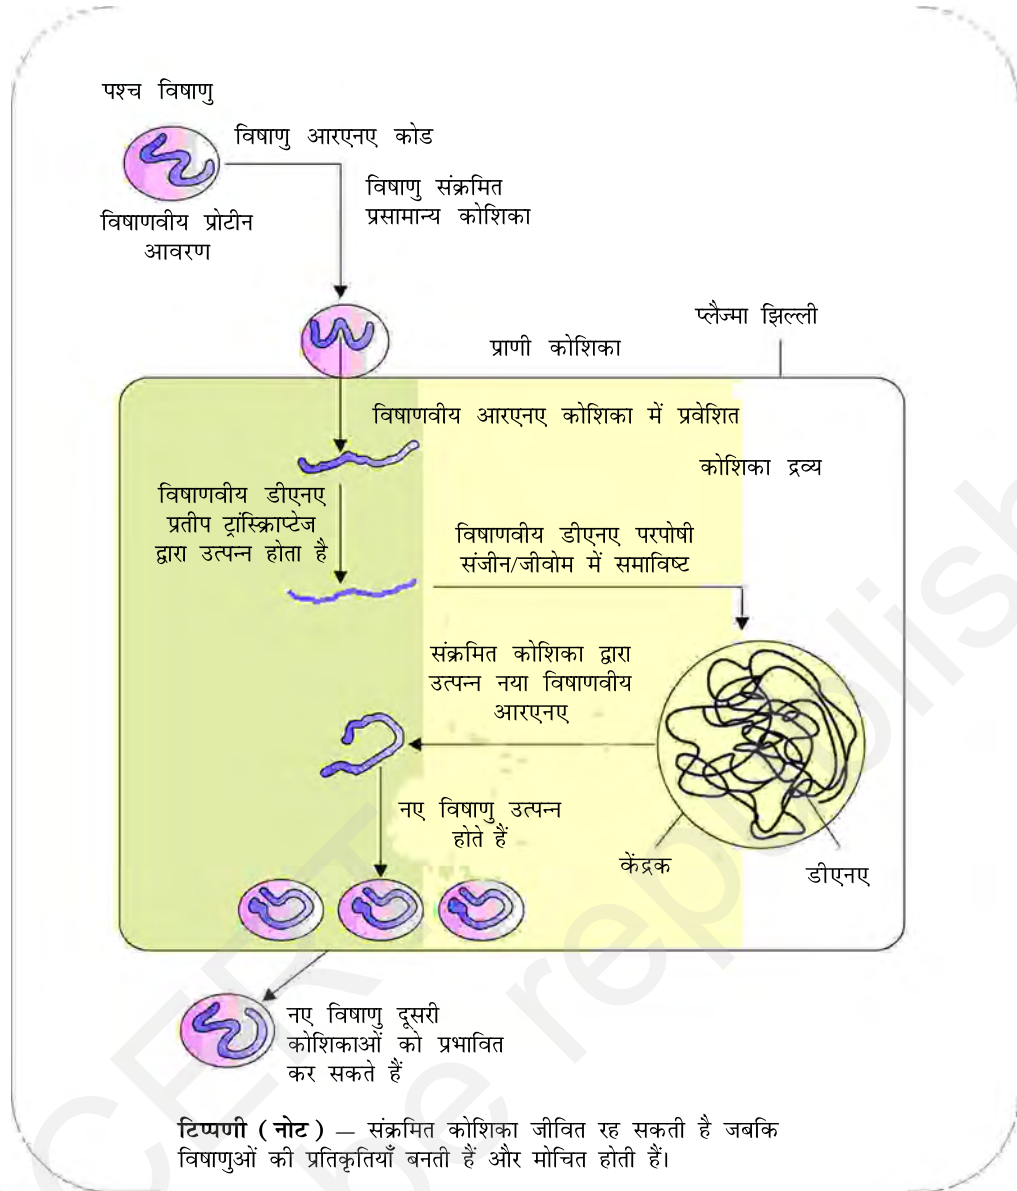 पश्च विषाणु
विषाणु आरएनए कोड
विषाणु संक्रमित
प्रसामान्य कोशिका
विषाणवीय प्रोटीन
आवरण
प्लैज्मा झिल्ली
प्राणी कोशिका
विषाणवीय आरएनए कोशिका में प्रवेशित
कोशिका द्रव्य
विषाणवीय डीएनए
प्रतीप ट्रांस्क्राप्टेज
द्वारा उत्पन्न होता है
विषाणवीय डीएनए परपोषी
संजीन/जीवोम में समाविष्ट
संक्रमित कोशिका द्वारा
उत्पन्न नया विषाणवीय
आरएनए
नए विषाणु उत्पन्न
होते हैं
केंद्रक
डीएनए
नए विषाणु दूसरी
कोशिकाओं को प्रभावित
कर सकते हैं
टिप्पणी ( नोट ) — संक्रमित कोशिका जीवित रह सकती है जबकि
विषाणुओं की प्रतिकृतियाँ बनती हैं और मोचित होती हैं।